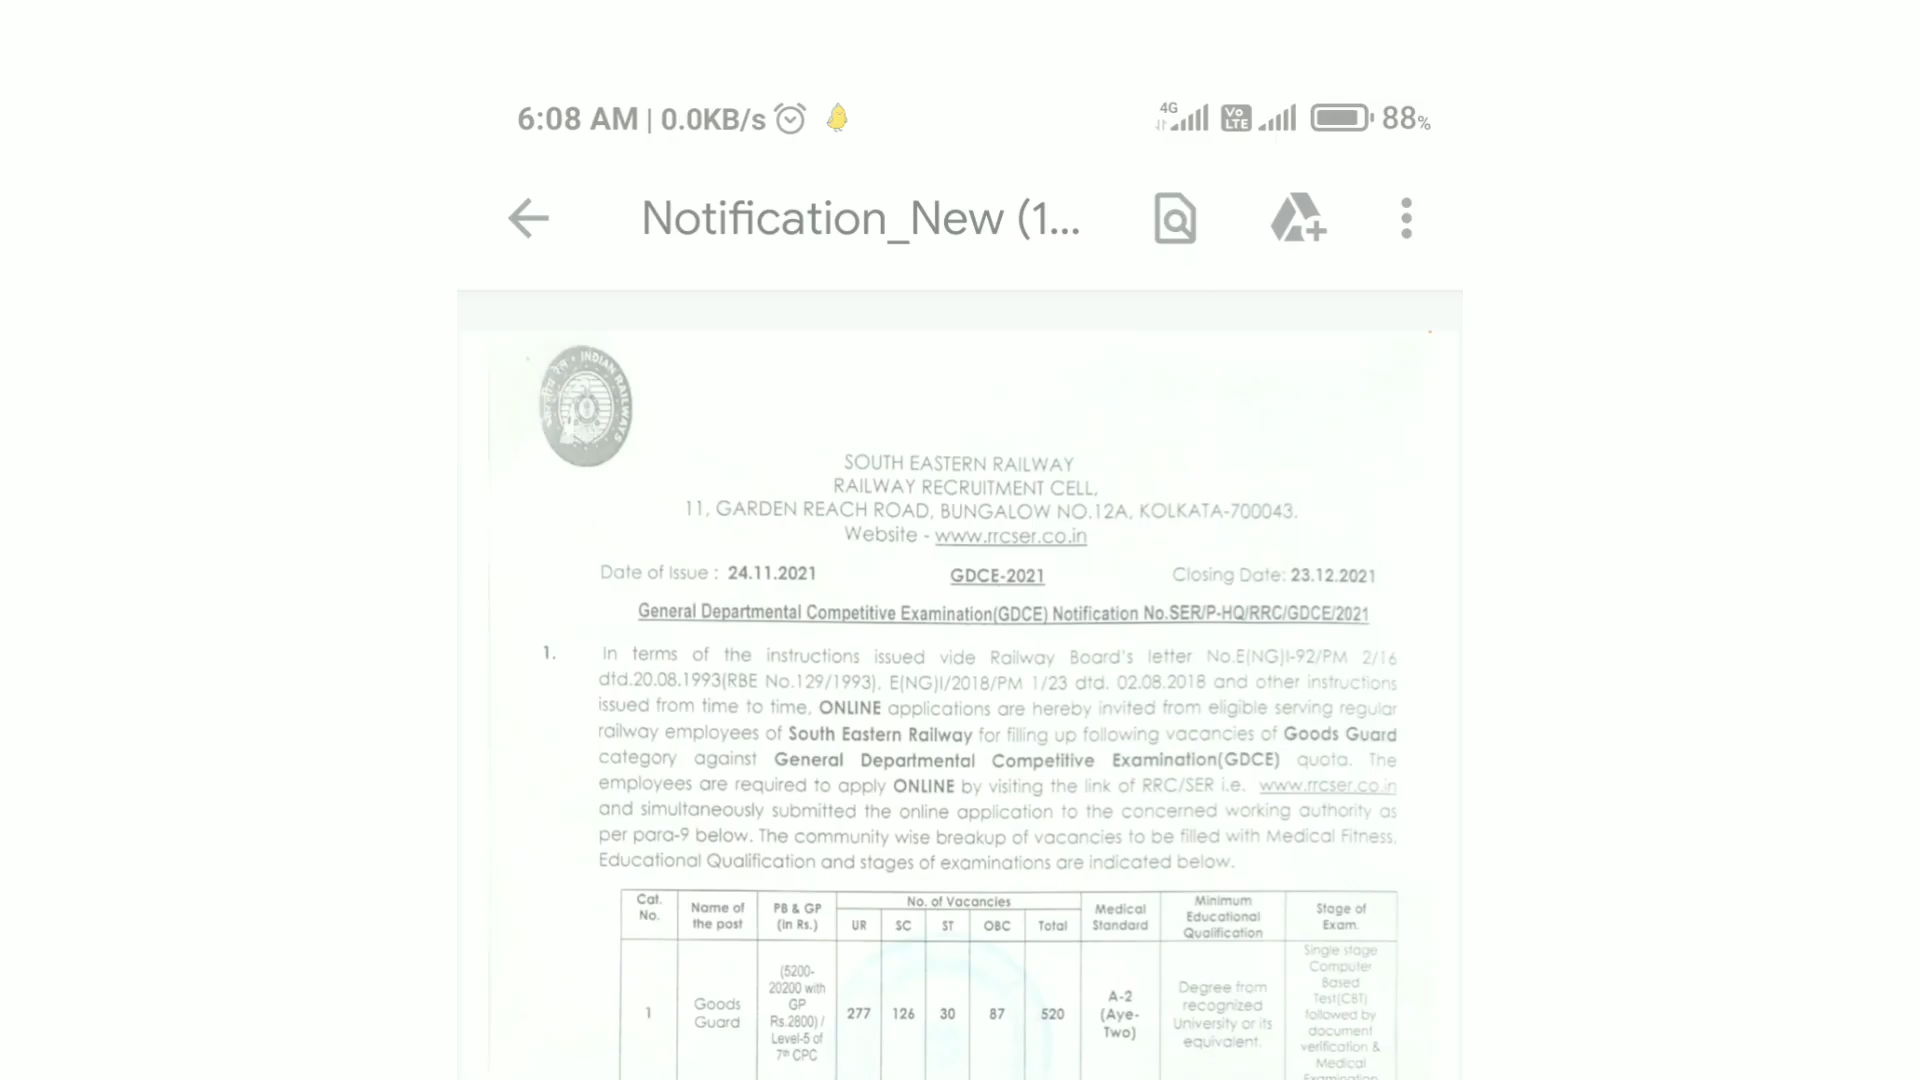 6:08 AM | 0.0KB/s
4G
Vo
LTE
88%
Notification_New (1...
INDIAN RAILWAYS
SOUTH EASTERN RAILWAY
RAILWAY RECRUITMENT CELL,
11, GARDEN REACH ROAD, BUNGALOW NO.12A, KOLKATA-700043.
Website - www.rrcser.co.in
Date of Issue : 24.11.2021 GDCE-2021 Closing Date: 23.12.2021
General Departmental Competitive Examination(GDCE) Notification No.SER/P-HQ/RRC/GDCE/2021
1. In terms of the instructions issued vide Railway Board's letter No.E(NG)I-92/PM 2/16
dtd.20.08.1993(RBE No.129/1993), E(NG)I/2018/PM 1/23 dtd. 02.08.2018 and other instructions
issued from time to time, ONLINE applications are hereby invited from eligible serving regular
railway employees of South Eastern Railway for filling up following vacancies of Goods Guard
category against General Departmental Competitive Examination(GDCE) quota. The
employees are required to apply ONLINE by visiting the link of RRC/SER i.e. www.rrcser.co.in
and simultaneously submitted the online application to the concerned working authority as
per para-9 below. The community wise breakup of vacancies to be filled with Medical Fitness,
Educational Qualification and stages of examinations are indicated below.
Cat. No. Name of the post PB & GP (in Rs.) No. of Vacancies Medical Standard Minimum Educational Qualification Stage of Exam.
UR SC ST OBC Total
1 Goods Guard (5200-20200 with GP Rs.2800) / Level-5 of 7th CPC 277 126 30 87 520 A-2 (Aye-Two) Degree from recognized University or its equivalent. Single stage Computer Based Test(CBT) followed by document verification & Medical Examination